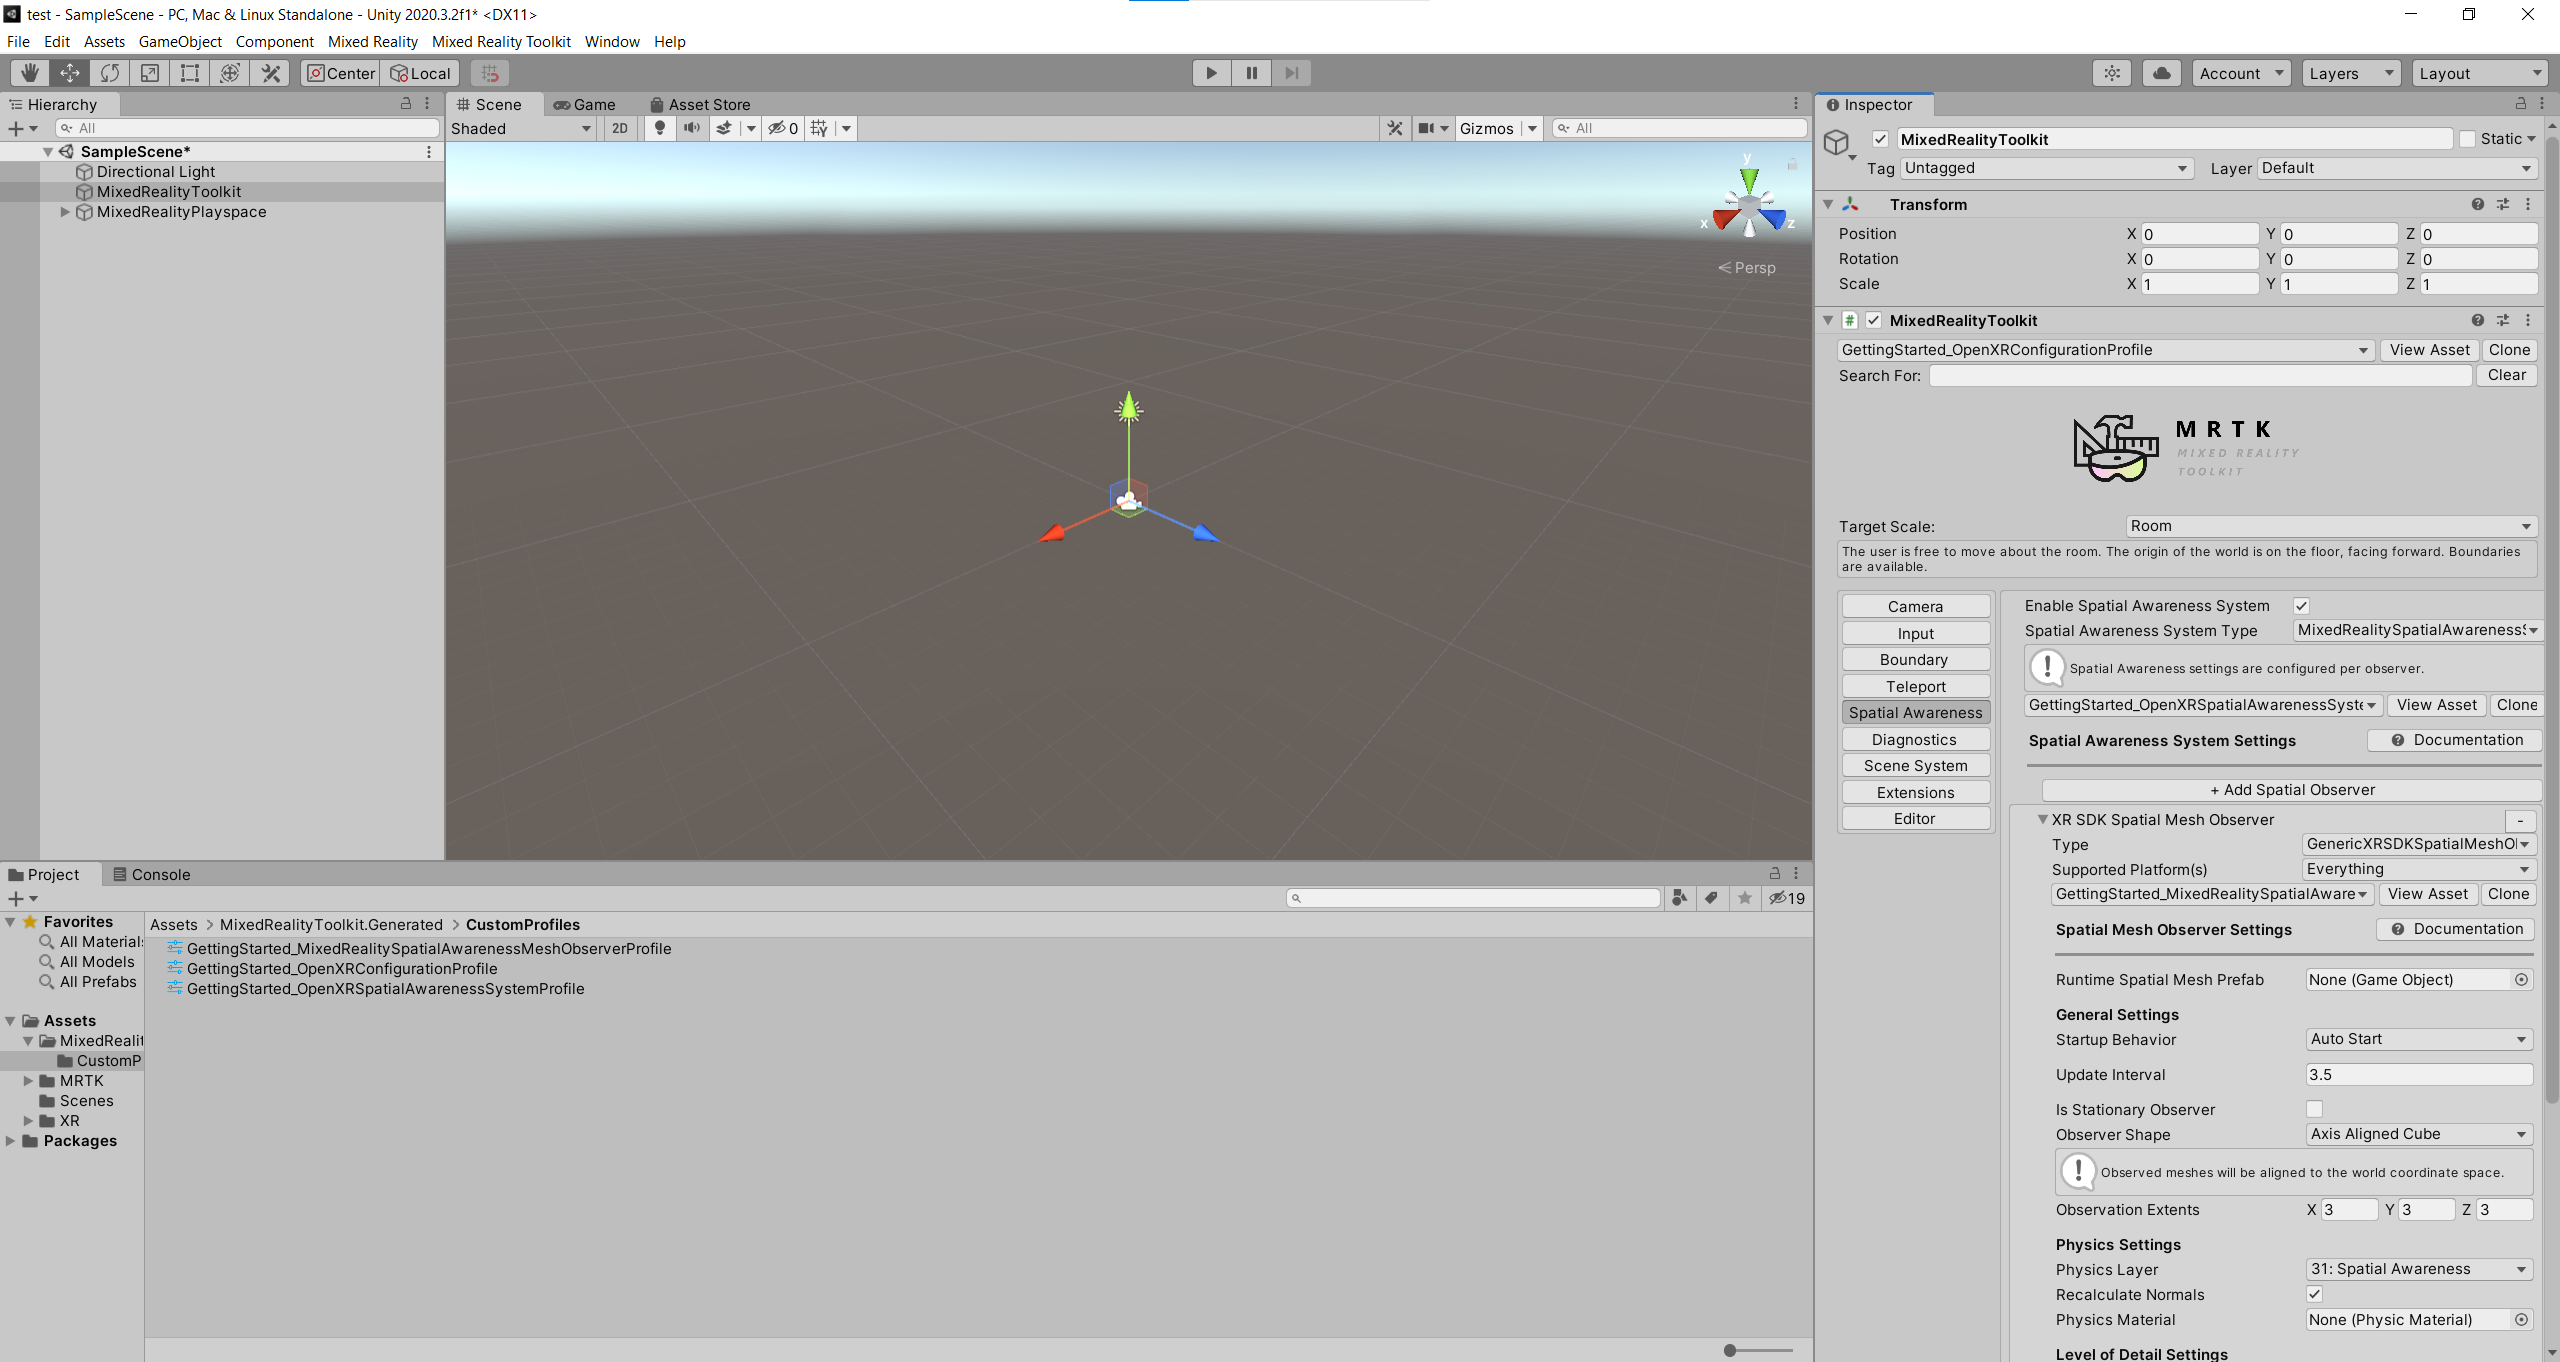 test - SampleScene - PC, Mac & Linux Standalone - Unity 2020.3.2f1* <DX11>
File Edit Assets GameObject Component Mixed Reality Mixed Reality Toolkit Window Help
Center Local
Account Layers Layout
Hierarchy
All
SampleScene*
Directional Light
MixedRealityToolkit
MixedRealityPlayspace
Scene Game Asset Store
Shaded 2D 0 Gizmos All
y
x z
Persp
Project Console
19
Favorites
All Materials
All Models
All Prefabs
Assets
MixedRealit
CustomP
MRTK
Scenes
XR
Packages
Assets > MixedRealityToolkit.Generated > CustomProfiles
GettingStarted_MixedRealitySpatialAwarenessMeshObserverProfile
GettingStarted_OpenXRConfigurationProfile
GettingStarted_OpenXRSpatialAwarenessSystemProfile
Inspector
MixedRealityToolkit Static
Tag Untagged Layer Default
Transform
Position X 0 Y 0 Z 0
Rotation X 0 Y 0 Z 0
Scale X 1 Y 1 Z 1
MixedRealityToolkit
GettingStarted_OpenXRConfigurationProfile View Asset Clone
Search For: Clear
MRTK
MIXED REALITY
TOOLKIT
Target Scale: Room
The user is free to move about the room. The origin of the world is on the floor, facing forward. Boundaries
are available.
Camera
Input
Boundary
Teleport
Spatial Awareness
Diagnostics
Scene System
Extensions
Editor
Enable Spatial Awareness System
Spatial Awareness System Type MixedRealitySpatialAwarenessS
Spatial Awareness settings are configured per observer.
GettingStarted_OpenXRSpatialAwarenessSyste View Asset Clone
Spatial Awareness System Settings Documentation
+ Add Spatial Observer
XR SDK Spatial Mesh Observer -
Type GenericXRSDKSpatialMeshO
Supported Platform(s) Everything
GettingStarted_MixedRealitySpatialAware View Asset Clone
Spatial Mesh Observer Settings Documentation
Runtime Spatial Mesh Prefab None (Game Object)
General Settings
Startup Behavior Auto Start
Update Interval 3.5
Is Stationary Observer
Observer Shape Axis Aligned Cube
Observed meshes will be aligned to the world coordinate space.
Observation Extents X 3 Y 3 Z 3
Physics Settings
Physics Layer 31: Spatial Awareness
Recalculate Normals
Physics Material None (Physic Material)
Level of Detail Settings